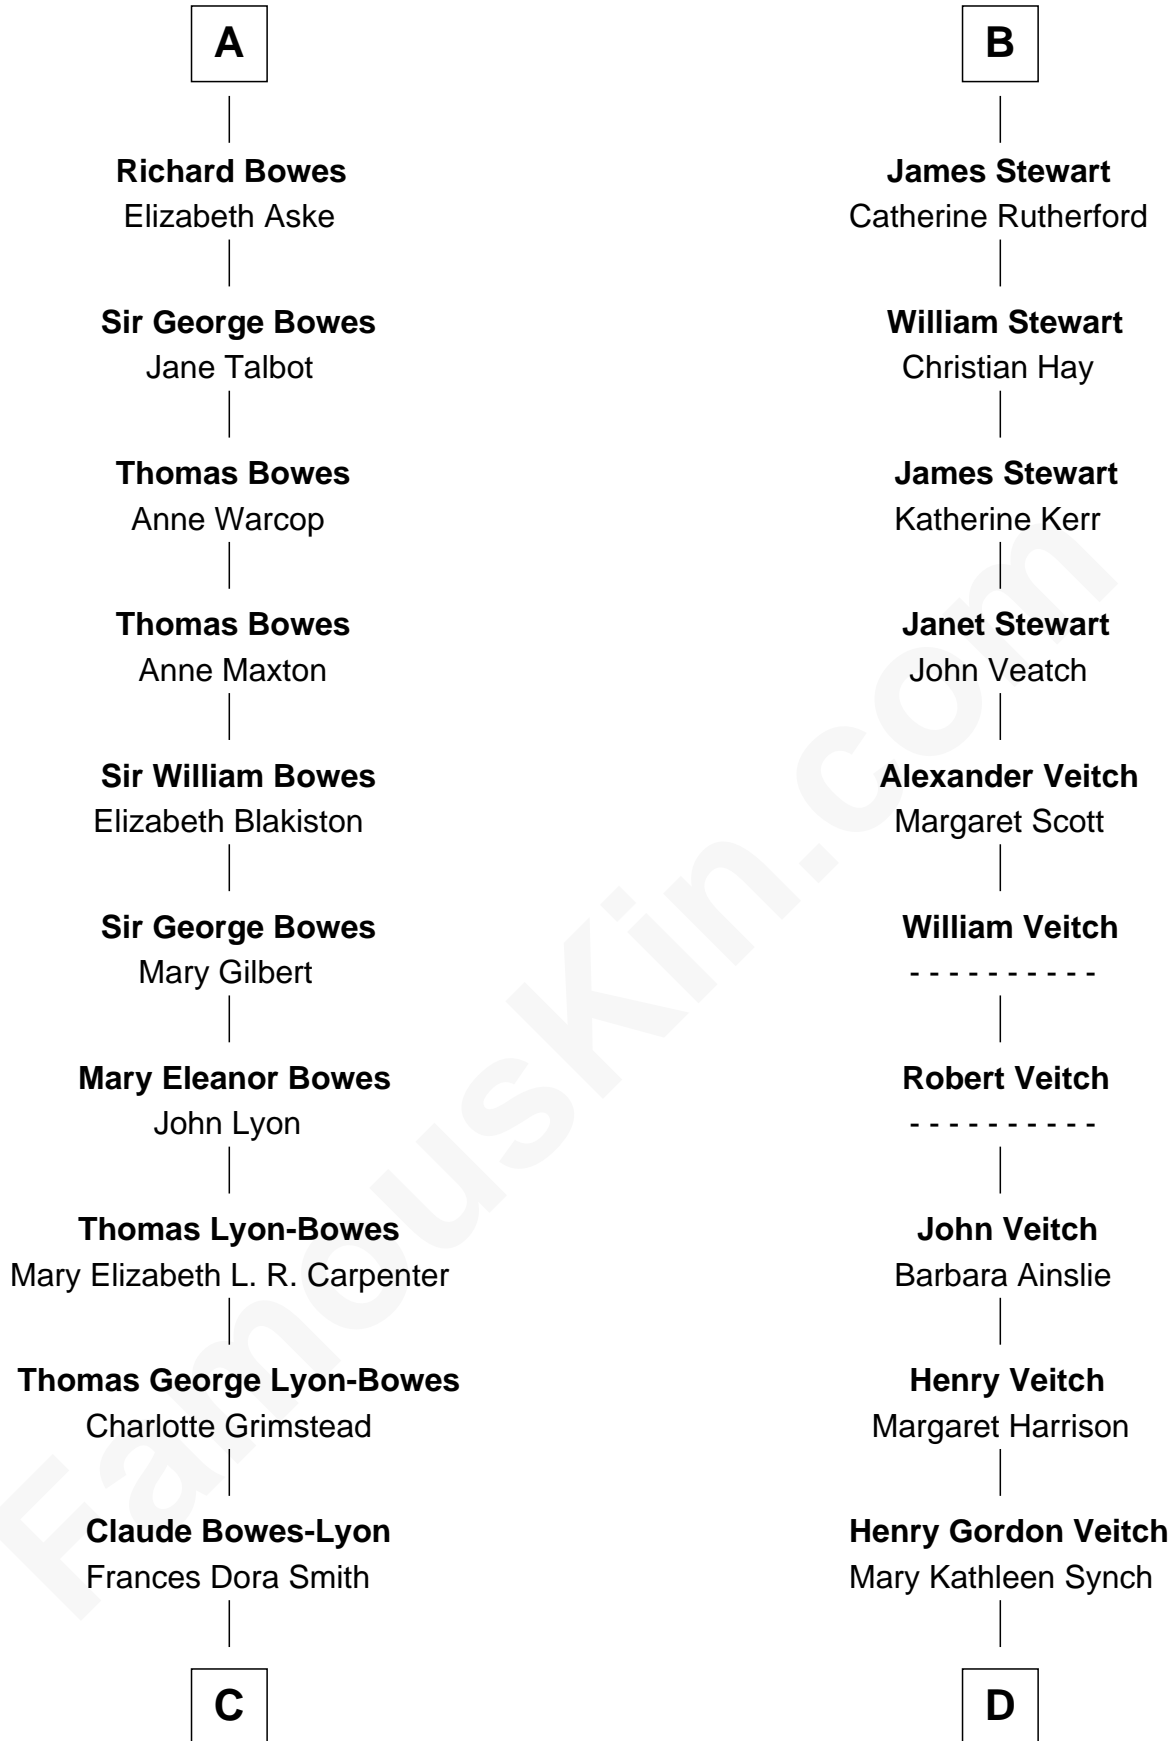 A
Richard Bowes
Elizabeth Aske
Sir George Bowes
Jane Talbot
Thomas Bowes
Anne Warcop
Thomas Bowes
Anne Maxton
Sir William Bowes
Elizabeth Blakiston
Sir George Bowes
Mary Gilbert
Mary Eleanor Bowes
John Lyon
Thomas Lyon-Bowes
Mary Elizabeth L. R. Carpenter
Thomas George Lyon-Bowes
Charlotte Grimstead
Claude Bowes-Lyon
Frances Dora Smith
C
B
James Stewart
Catherine Rutherford
William Stewart
Christian Hay
James Stewart
Katherine Kerr
Janet Stewart
John Veatch
Alexander Veitch
Margaret Scott
William Veitch
- - - - - - - - - -
Robert Veitch
- - - - - - - - - -
John Veitch
Barbara Ainslie
Henry Veitch
Margaret Harrison
Henry Gordon Veitch
Mary Kathleen Synch
D
FamousKin.com